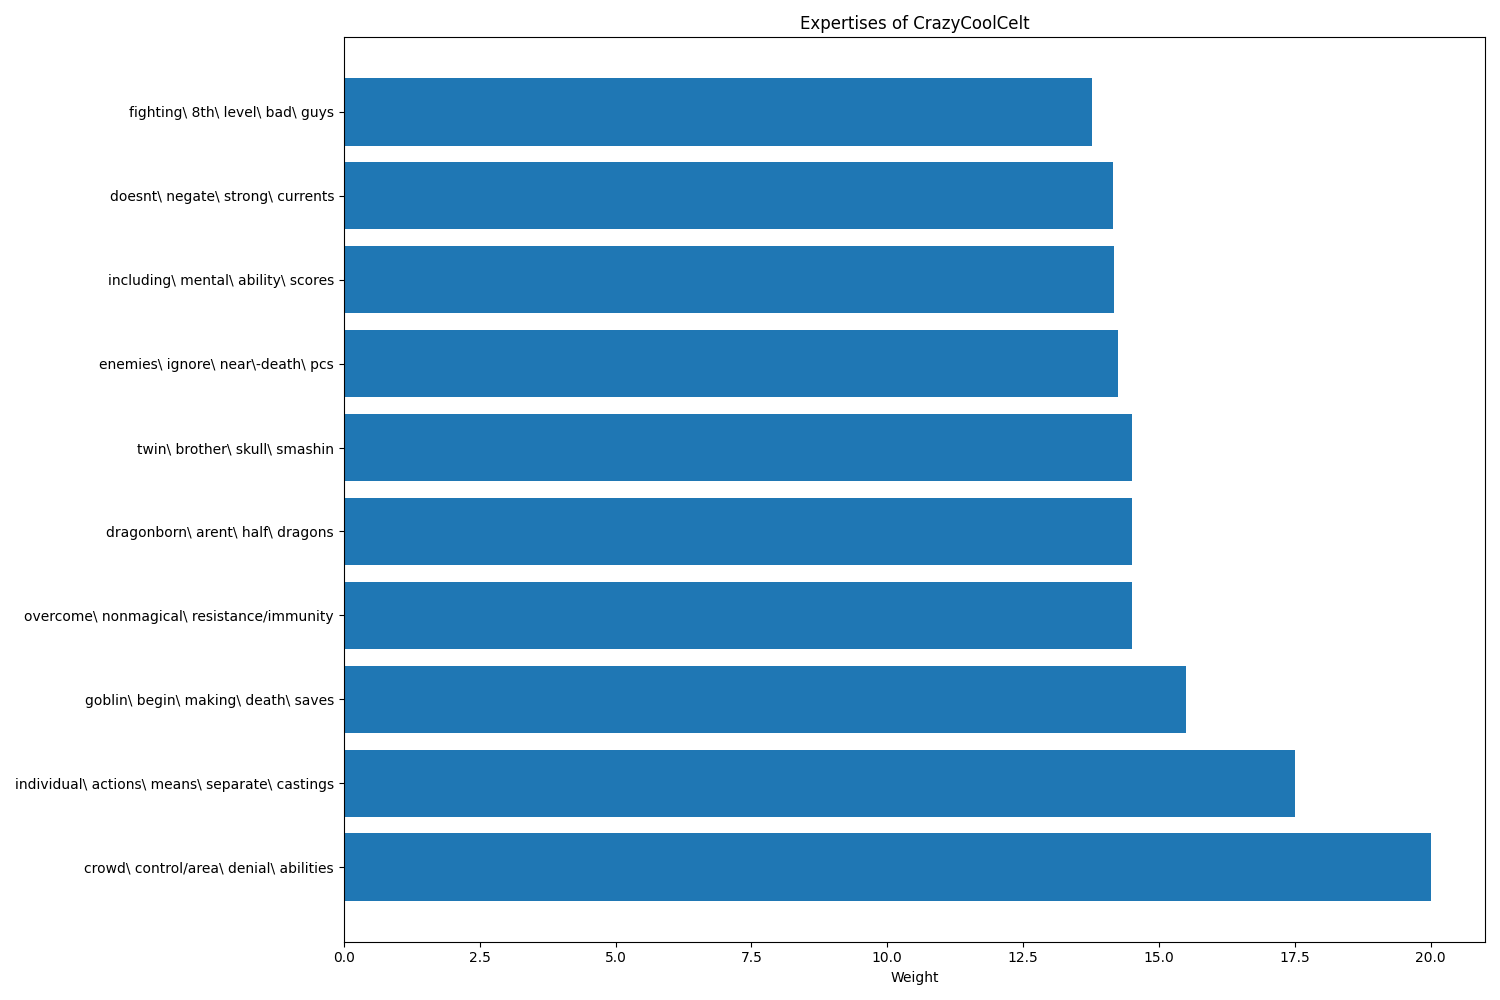 Expertises of CrazyCoolCelt
fighting\ 8th\ level\ bad\ guys
doesnt\ negate\ strong\ currents
including\ mental\ ability\ scores
enemies\ ignore\ near\-death\ pcs
twin\ brother\ skull\ smashin
dragonborn\ arent\ half\ dragons
overcome\ nonmagical\ resistance/immunity
goblin\ begin\ making\ death\ saves
individual\ actions\ means\ separate\ castings
crowd\ control/area\ denial\ abilities
0.0 2.5 5.0 7.5 10.0 12.5 15.0 17.5 20.0
Weight